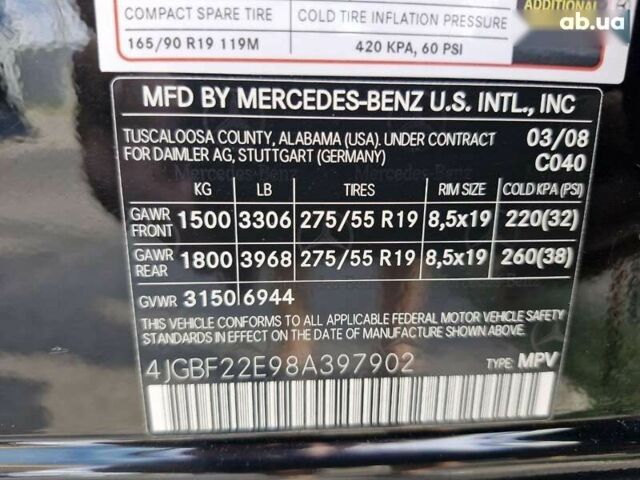 ADDITIONAL
ab.ua
COMPACT SPARE TIRE COLD TIRE INFLATION PRESSURE
165/90 R19 119M 420 KPA, 60 PSI
MFD BY MERCEDES-BENZ U.S. INTL., INC
TUSCALOOSA COUNTY, ALABAMA (USA). UNDER CONTRACT 03/08
FOR DAIMLER AG, STUTTGART (GERMANY) C040
KG LB TIRES RIM SIZE COLD KPA (PSI)
GAWR FRONT 1500 3306 275/55 R19 8,5x19 220(32)
GAWR REAR 1800 3968 275/55 R19 8,5x19 260(38)
GVWR 3150 6944
THIS VEHICLE CONFORMS TO ALL APPLICABLE FEDERAL MOTOR VEHICLE SAFETY
STANDARDS IN EFFECT ON THE DATE OF MANUFACTURE SHOWN ABOVE
4JGBF22E98A397902 TYPE: MPV